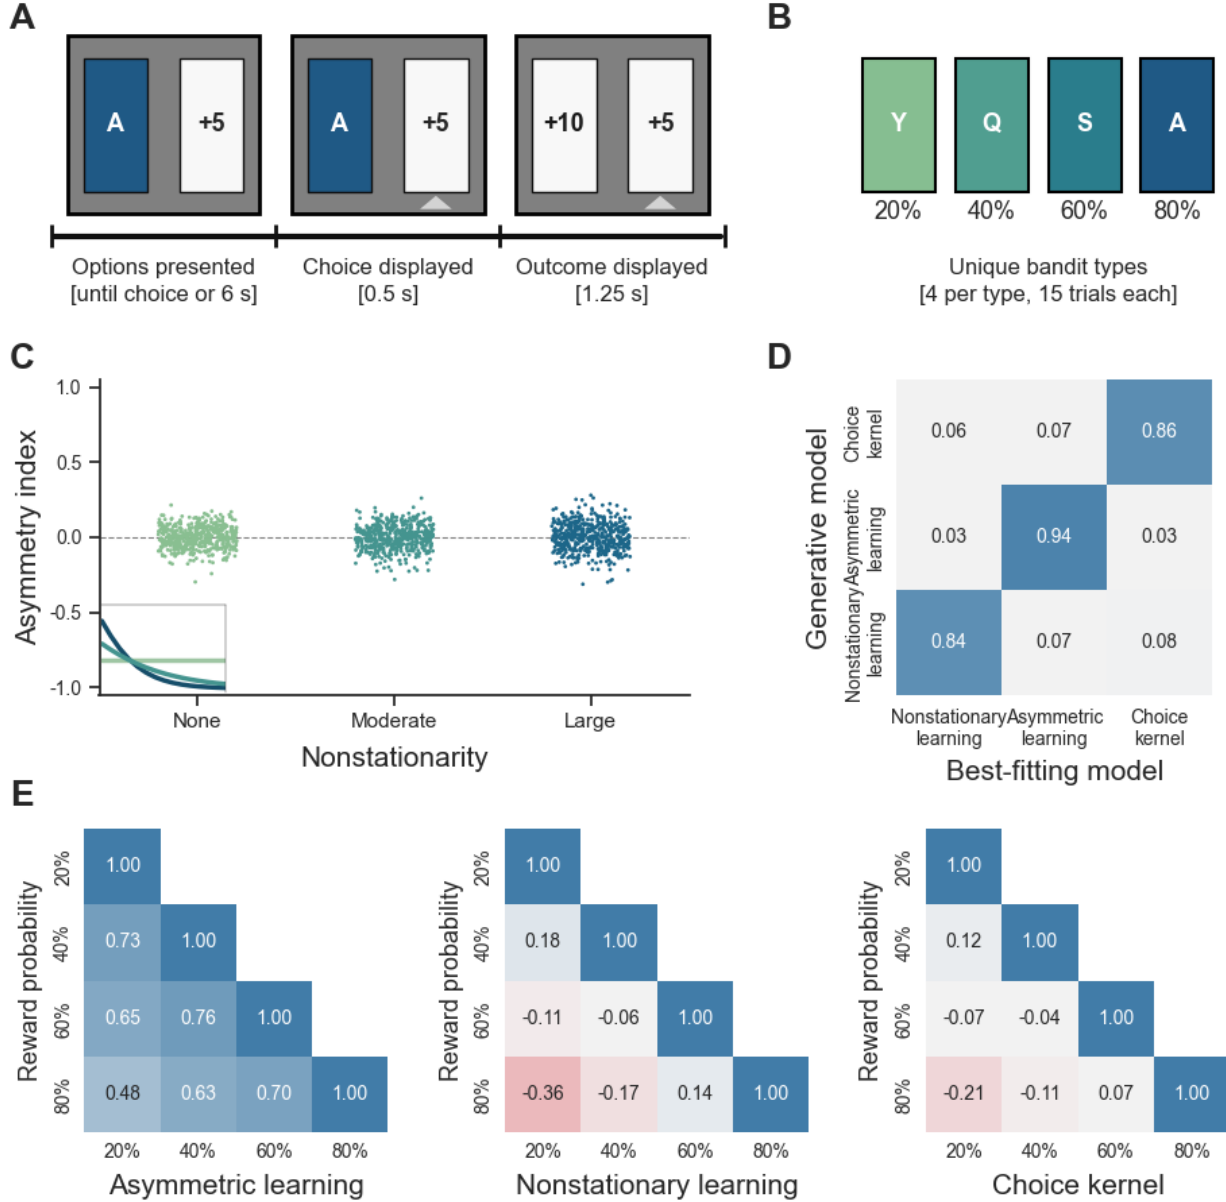 A
A
+5
A
+5
+10
+5
Options presented
[until choice or 6 s]
Choice displayed
[0.5 s]
Outcome displayed
[1.25 s]
B
Y
Q
S
A
20%
40%
60%
80%
Unique bandit types
[4 per type, 15 trials each]
C
Asymmetry index
1.0
0.5
0.0
-0.5
-1.0
None
Moderate
Large
Nonstationarity
D
Generative model
Choice
kernel
Asymmetric
learning
Nonstationary
learning
0.06
0.07
0.86
0.03
0.94
0.03
0.84
0.07
0.08
Nonstationary
learning
Asymmetric
learning
Choice
kernel
Best-fitting model
E
Reward probability
20%
40%
60%
80%
1.00
0.73
1.00
0.65
0.76
1.00
0.48
0.63
0.70
1.00
20%
40%
60%
80%
Asymmetric learning
Reward probability
20%
40%
60%
80%
1.00
0.18
1.00
-0.11
-0.06
1.00
-0.36
-0.17
0.14
1.00
20%
40%
60%
80%
Nonstationary learning
Reward probability
20%
40%
60%
80%
1.00
0.12
1.00
-0.07
-0.04
1.00
-0.21
-0.11
0.07
1.00
20%
40%
60%
80%
Choice kernel